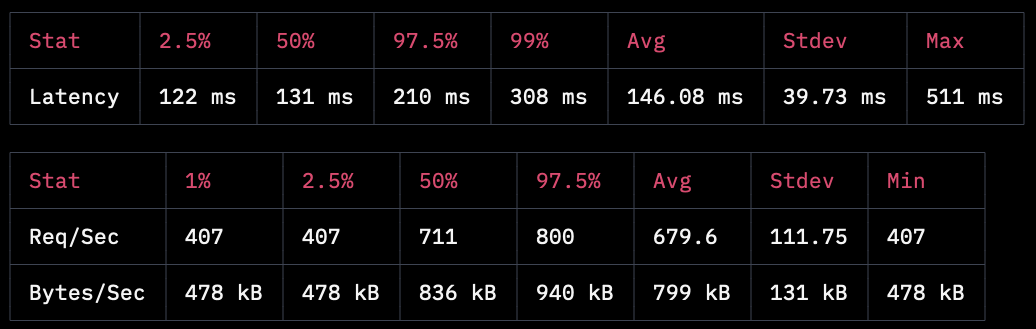 Stat 2.5% 50% 97.5% 99% Avg Stdev Max
Latency 122 ms 131 ms 210 ms 308 ms 146.08 ms 39.73 ms 511 ms
Stat 1% 2.5% 50% 97.5% Avg Stdev Min
Req/Sec 407 407 711 800 679.6 111.75 407
Bytes/Sec 478 kB 478 kB 836 kB 940 kB 799 kB 131 kB 478 kB